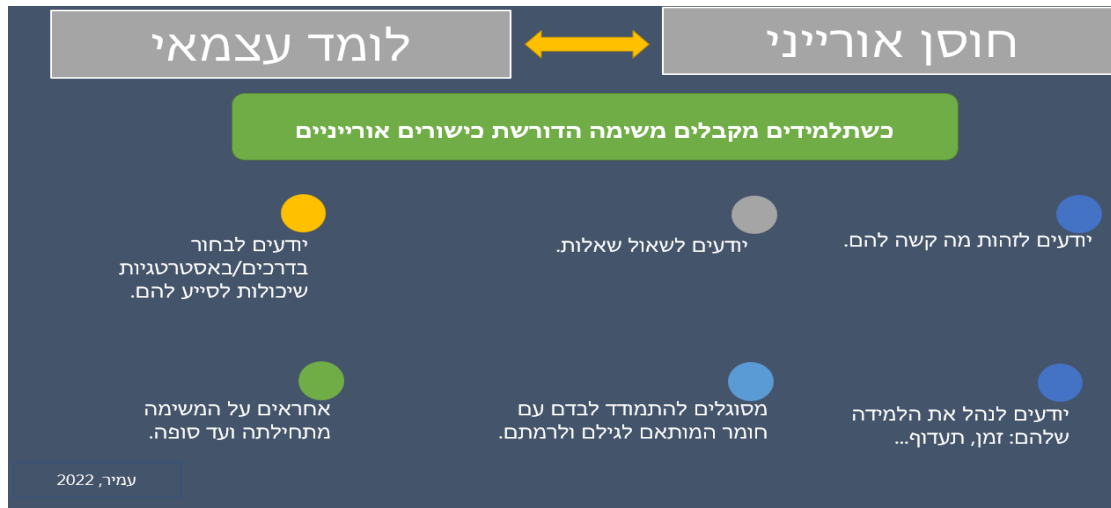 חוסן אורייני
לומד עצמאי
כשתלמידים מקבלים משימה הדורשת כישורים אורייניים
יודעים לזהות מה קשה להם.
יודעים לשאול שאלות.
יודעים לבחור
בדרכים/באסטרטגיות
שיכולות לסייע להם.
יודעים לנהל את הלמידה
שלהם: זמן, תעדוף...
מסוגלים להתמודד לבדם עם
חומר המותאם לגילם ולרמתם.
אחראים על המשימה
מתחילתה ועד סופה.
עמיר, 2022